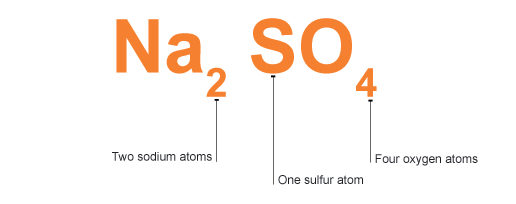 Na2 SO4
Two sodium atoms
Four oxygen atoms
One sulfur atom